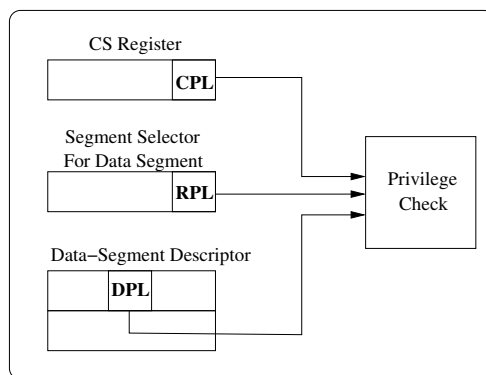 CS Register
CPL
Segment Selector
For Data Segment
RPL
Data−Segment Descriptor
DPL
Privilege
Check